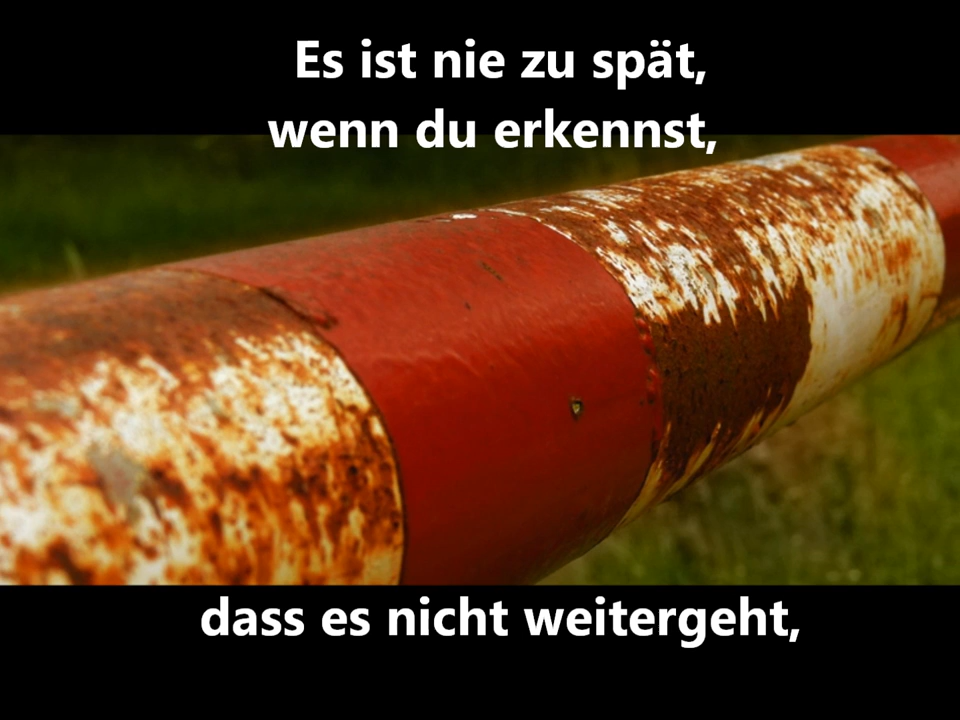 Es ist nie zu spät,
wenn du erkennst,
dass es nicht weitergeht,